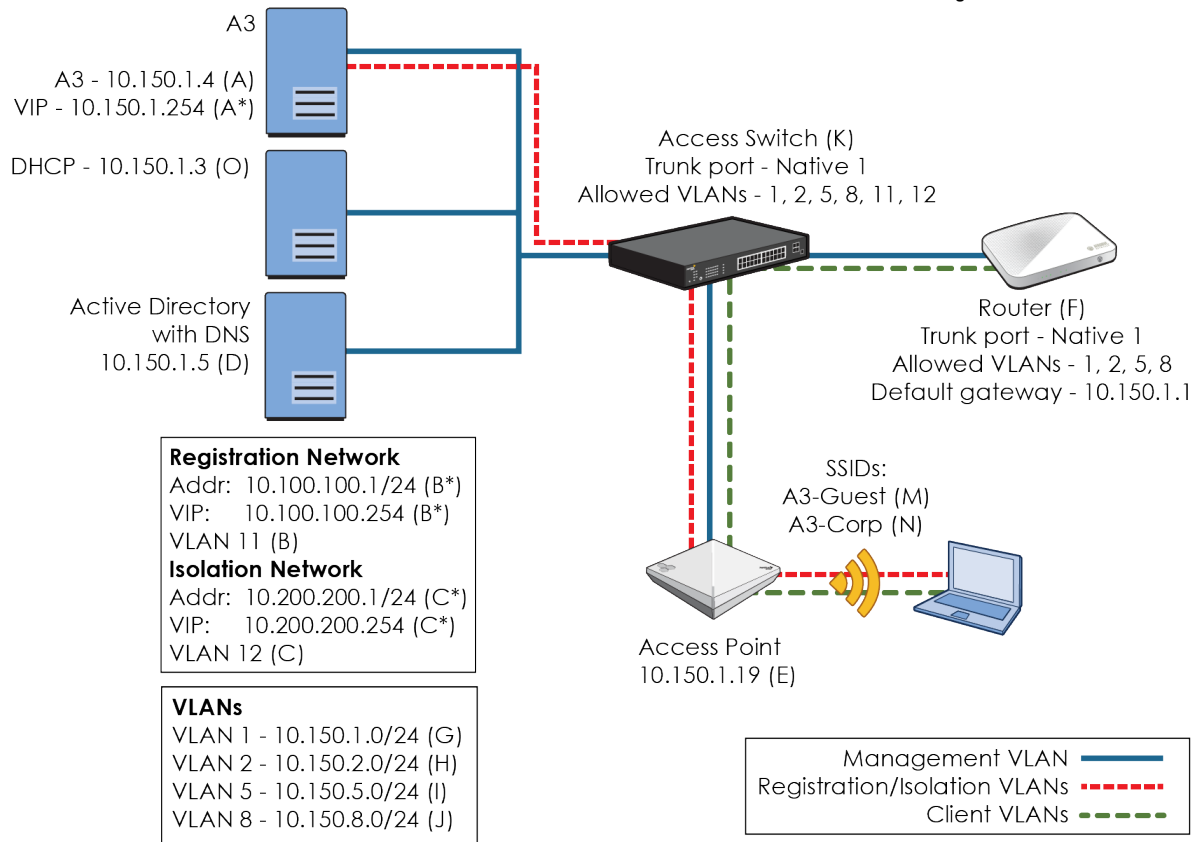 A3
A3 - 10.150.1.4 (A)
VIP - 10.150.1.254 (A*)
DHCP - 10.150.1.3 (O)
Active Directory
with DNS
10.150.1.5 (D)
Access Switch (K)
Trunk port - Native 1
Allowed VLANs - 1, 2, 5, 8, 11, 12
Router (F)
Trunk port - Native 1
Allowed VLANs - 1, 2, 5, 8
Default gateway - 10.150.1.1
SSIDs:
A3-Guest (M)
A3-Corp (N)
Access Point
10.150.1.19 (E)
Registration Network
Addr: 10.100.100.1/24 (B*)
VIP: 10.100.100.254 (B*)
VLAN 11 (B)
Isolation Network
Addr: 10.200.200.1/24 (C*)
VIP: 10.200.200.254 (C*)
VLAN 12 (C)
VLANs
VLAN 1 - 10.150.1.0/24 (G)
VLAN 2 - 10.150.2.0/24 (H)
VLAN 5 - 10.150.5.0/24 (I)
VLAN 8 - 10.150.8.0/24 (J)
Management VLAN
Registration/Isolation VLANs
Client VLANs